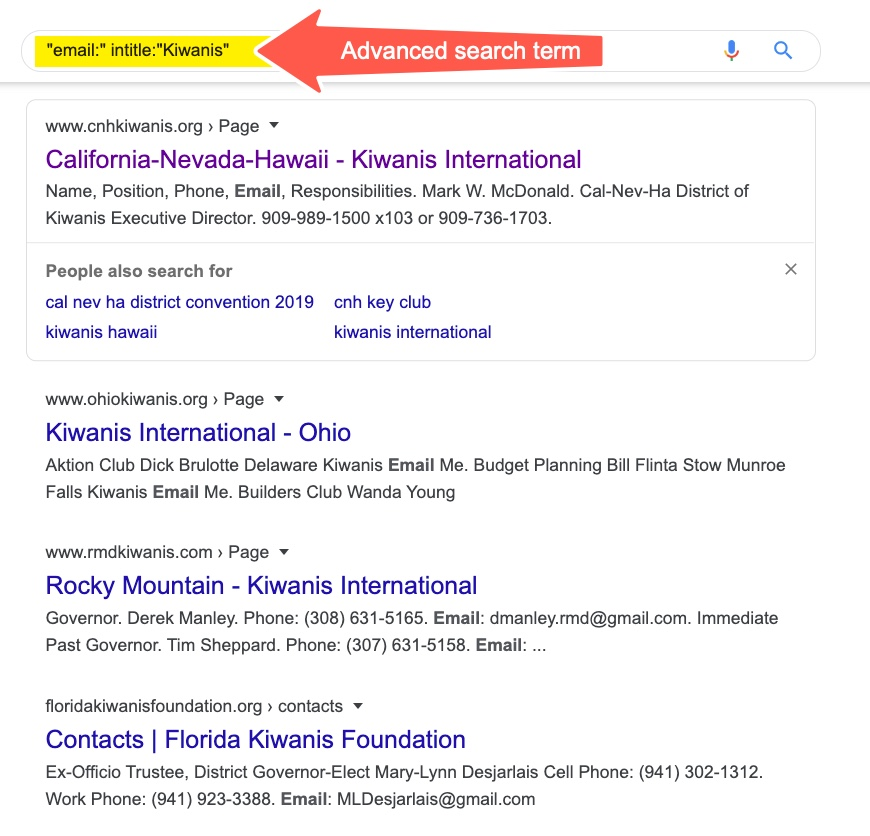 "email:" intitle:"Kiwanis"
Advanced search term
www.cnhkiwanis.org › Page
California-Nevada-Hawaii - Kiwanis International
Name, Position, Phone, Email, Responsibilities. Mark W. McDonald. Cal-Nev-Ha District of
Kiwanis Executive Director. 909-989-1500 x103 or 909-736-1703.
People also search for
cal nev ha district convention 2019 cnh key club
kiwanis hawaii kiwanis international
www.ohiokiwanis.org › Page
Kiwanis International - Ohio
Aktion Club Dick Brulotte Delaware Kiwanis Email Me. Budget Planning Bill Flinta Stow Munroe
Falls Kiwanis Email Me. Builders Club Wanda Young
www.rmdkiwanis.com › Page
Rocky Mountain - Kiwanis International
Governor. Derek Manley. Phone: (308) 631-5165. Email: dmanley.rmd@gmail.com. Immediate
Past Governor. Tim Sheppard. Phone: (307) 631-5158. Email: ...
floridakiwanisfoundation.org › contacts
Contacts | Florida Kiwanis Foundation
Ex-Officio Trustee, District Governor-Elect Mary-Lynn Desjarlais Cell Phone: (941) 302-1312.
Work Phone: (941) 923-3388. Email: MLDesjarlais@gmail.com